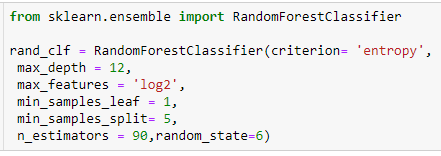 from sklearn.ensemble import RandomForestClassifier
rand_clf = RandomForestClassifier(criterion= 'entropy',
max_depth = 12,
max_features = 'log2',
min_samples_leaf = 1,
min_samples_split= 5,
n_estimators = 90,random_state=6)